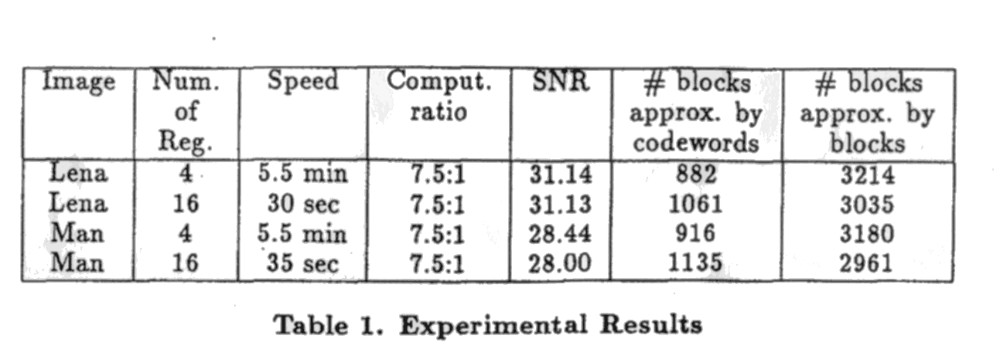 Image Num. of Reg. Speed Comput. ratio SNR # blocks approx. by codewords # blocks approx. by blocks
Lena 4 5.5 min 7.5:1 31.14 882 3214
Lena 16 30 sec 7.5:1 31.13 1061 3035
Man 4 5.5 min 7.5:1 28.44 916 3180
Man 16 35 sec 7.5:1 28.00 1135 2961
Table 1. Experimental Results